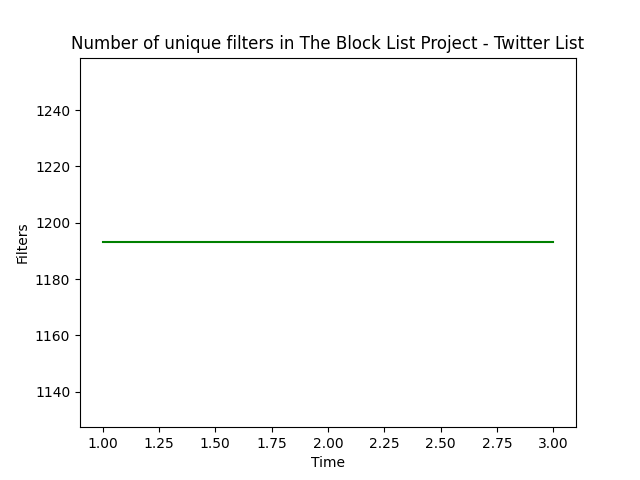 Number of unique filters in The Block List Project - Twitter List
1240
1220
1200
1180
1160
1140
Filters
1.00 1.25 1.50 1.75 2.00 2.25 2.50 2.75 3.00
Time